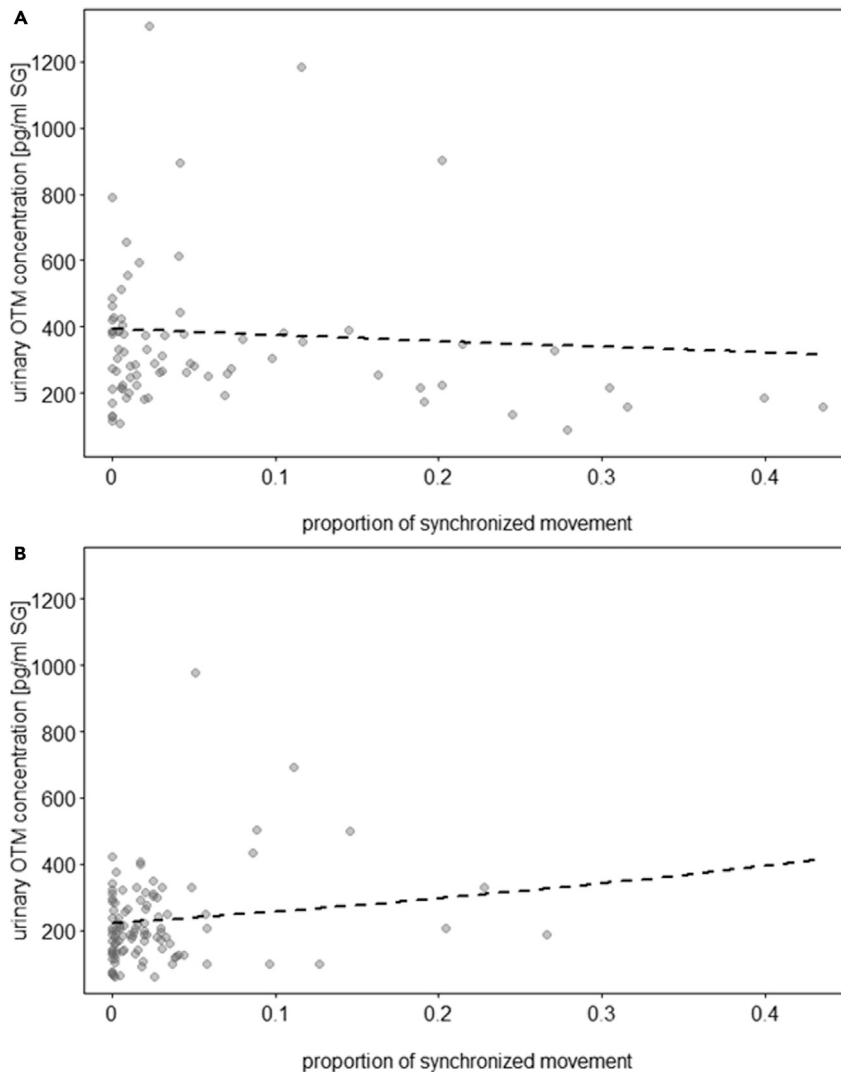 A
1200
1000
800
600
400
200
urinary OTM concentration [pg/ml SG]
0 0.1 0.2 0.3 0.4
proportion of synchronized movement
B
1200
1000
800
600
400
200
urinary OTM concentration [pg/ml SG]
0 0.1 0.2 0.3 0.4
proportion of synchronized movement